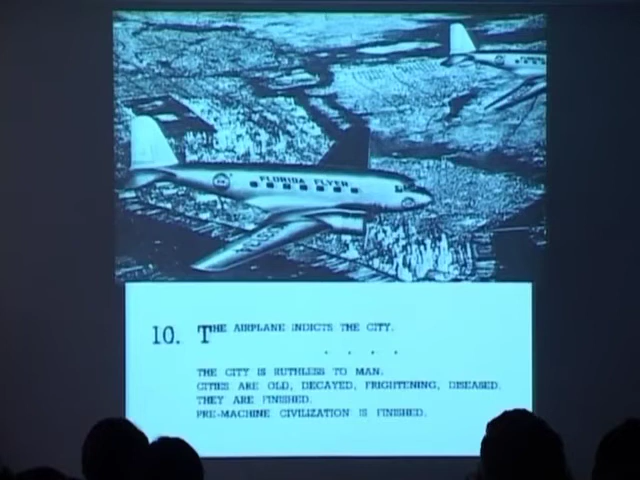 FLORIDA FLYER
10. THE AIRPLANE INDICTS THE CITY.
. . . .
THE CITY IS RUTHLESS TO MAN.
CITIES ARE OLD, DECAYED, FRIGHTENING, DISEASED.
THEY ARE FINISHED.
PRE-MACHINE CIVILIZATION IS FINISHED.